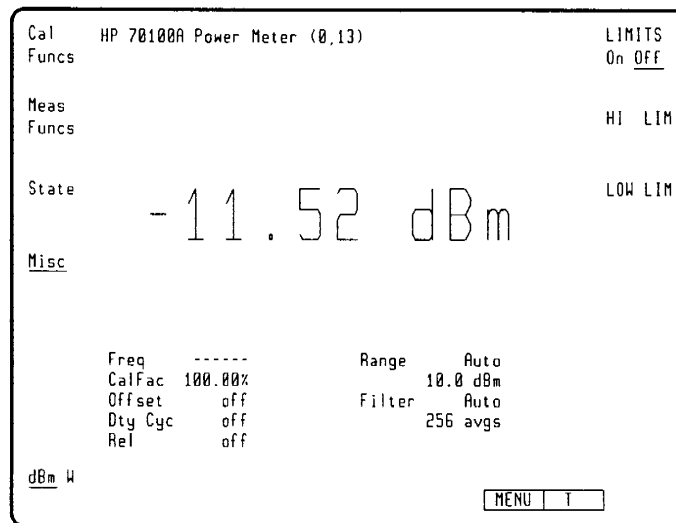 Cal Funcs
HP 70100A Power Meter (0,13)
LIMITS
On Off
Meas Funcs
HI LIM
State
-11.52 dBm
LOW LIM
Misc
Freq ------
CalFac 100.00%
Offset off
Dty Cyc off
Rel off
Range Auto
10.0 dBm
Filter Auto
256 avgs
dBm W
MENU T